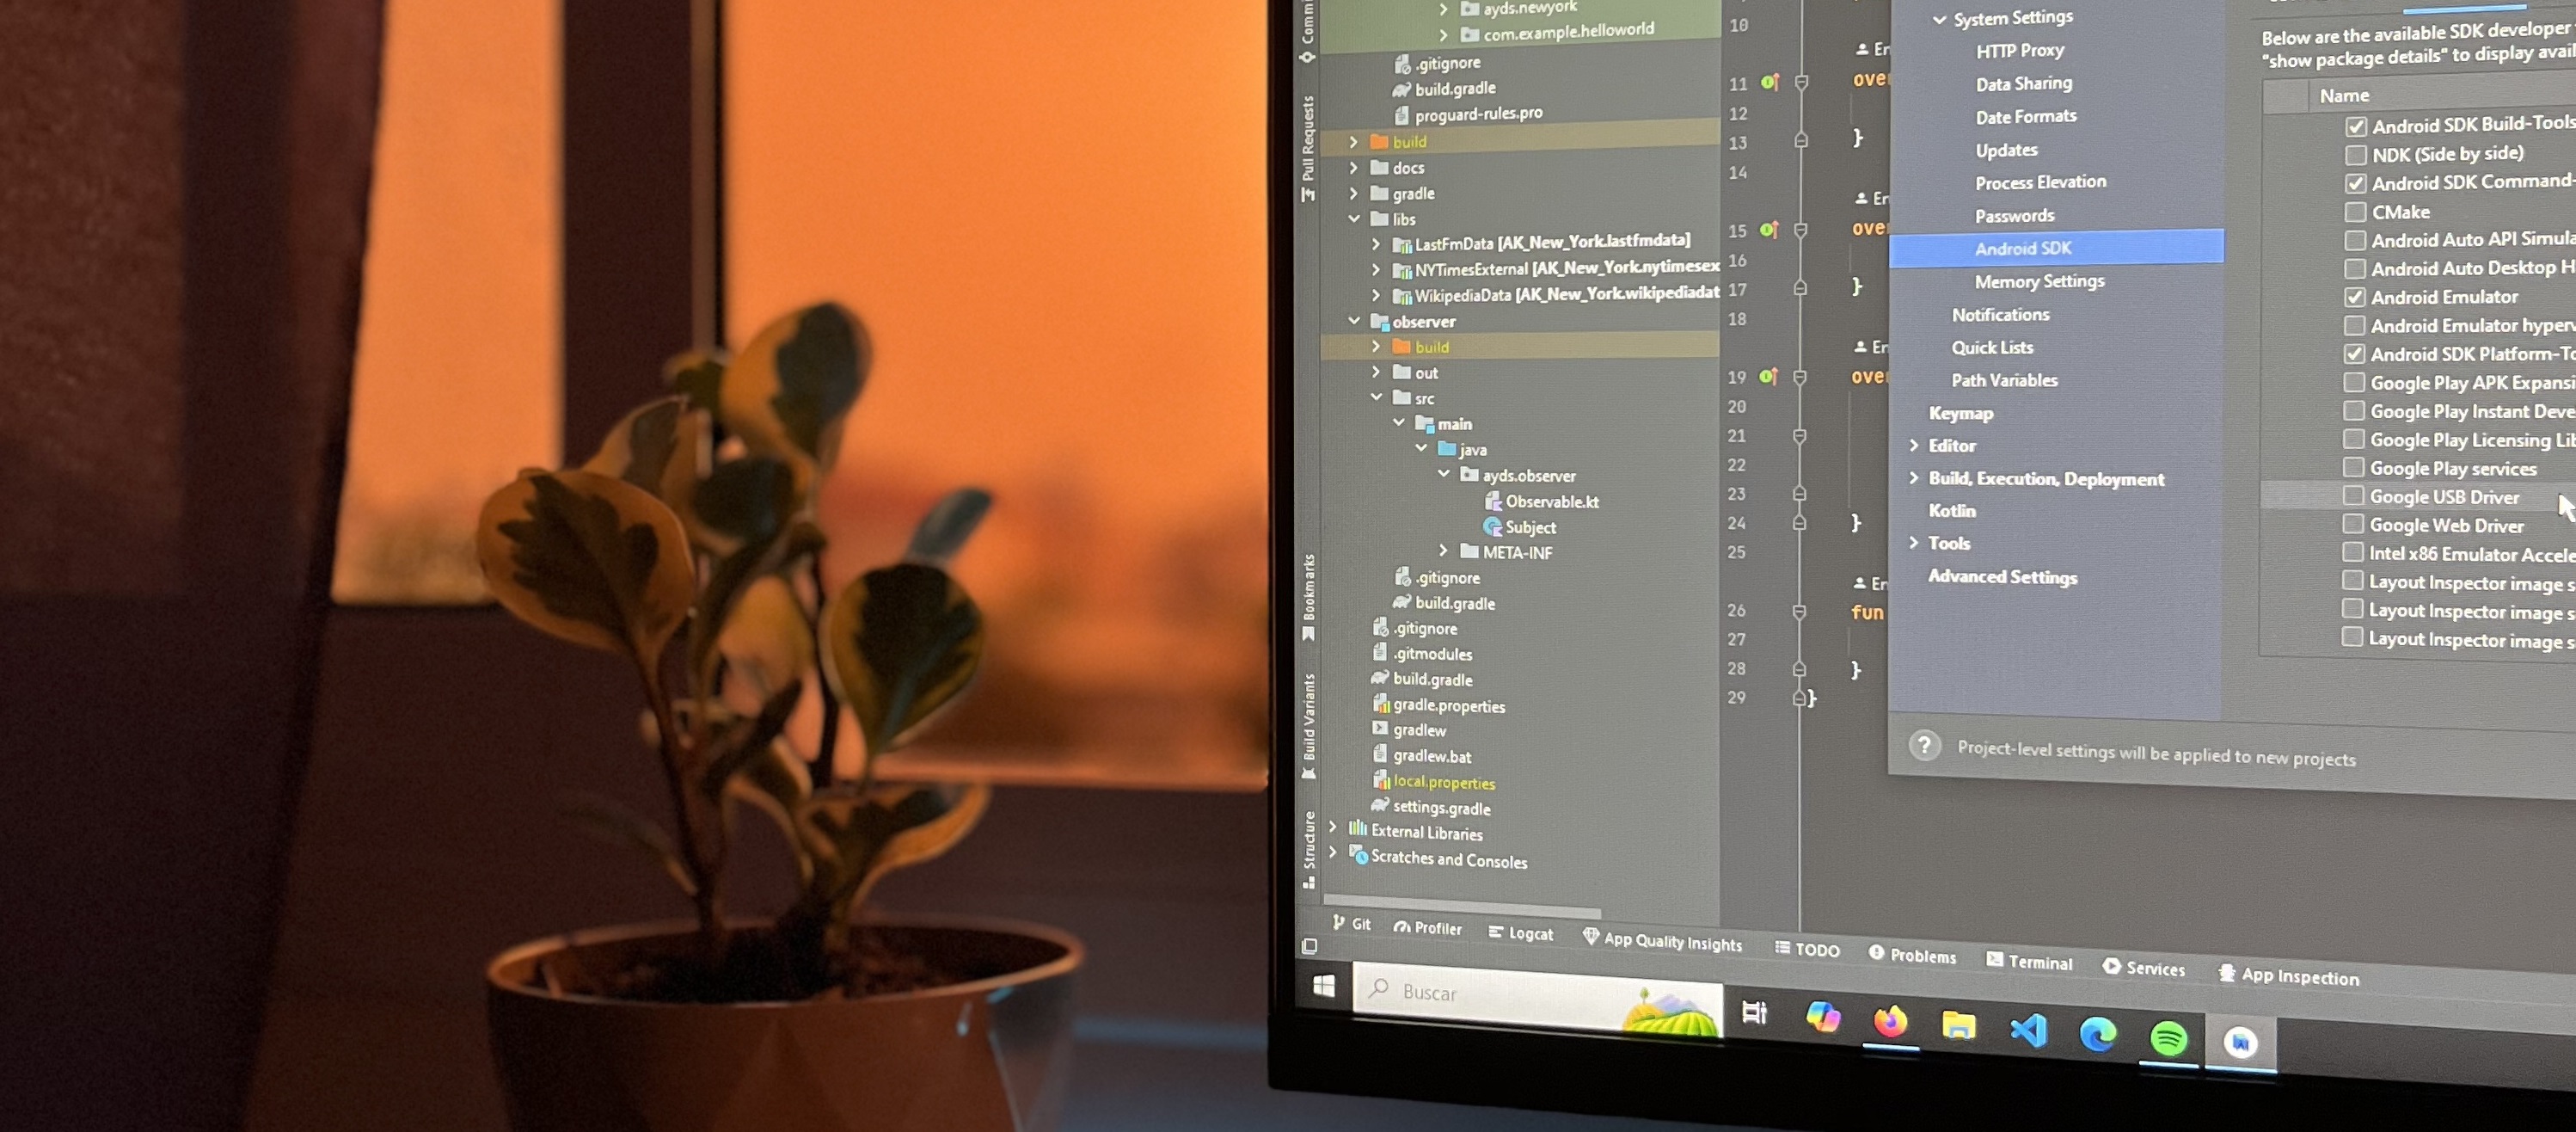 Commi
Pull Requests
Bookmarks
Build Variants
Structure
ayds.newyork
com.example.helloworld
.gitignore
build.gradle
proguard-rules.pro
build
docs
gradle
libs
LastFmData [AK_New_York.lastfmdata]
NYTimesExternal [AK_New_York.nytimesex
WikipediaData [AK_New_York.wikipediadat
observer
build
out
src
main
java
ayds.observer
Observable.kt
Subject
META-INF
.gitignore
build.gradle
.gitignore
.gitmodules
build.gradle
gradle.properties
gradlew
gradlew.bat
local.properties
settings.gradle
External Libraries
Scratches and Consoles
10
En
11 over
12
13 }
14
En
15 over
16
17 }
18
En
19 over
20
21
22
23
24 }
25
En
26 fun
27
28 }
29 }
System Settings
HTTP Proxy
Data Sharing
Date Formats
Updates
Process Elevation
Passwords
Android SDK
Memory Settings
Notifications
Quick Lists
Path Variables
Keymap
Editor
Build, Execution, Deployment
Kotlin
Tools
Advanced Settings
? Project-level settings will be applied to new projects
Below are the available SDK developer
"show package details" to display avail
Name
Android SDK Build-Tools
NDK (Side by side)
Android SDK Command-
CMake
Android Auto API Simula
Android Auto Desktop H
Android Emulator
Android Emulator hyperv
Android SDK Platform-To
Google Play APK Expansi
Google Play Instant Deve
Google Play Licensing Lib
Google Play services
Google USB Driver
Google Web Driver
Intel x86 Emulator Accele
Layout Inspector image s
Layout Inspector image s
Layout Inspector image s
Git Profiler Logcat App Quality Insights TODO Problems Terminal Services App Inspection
Buscar